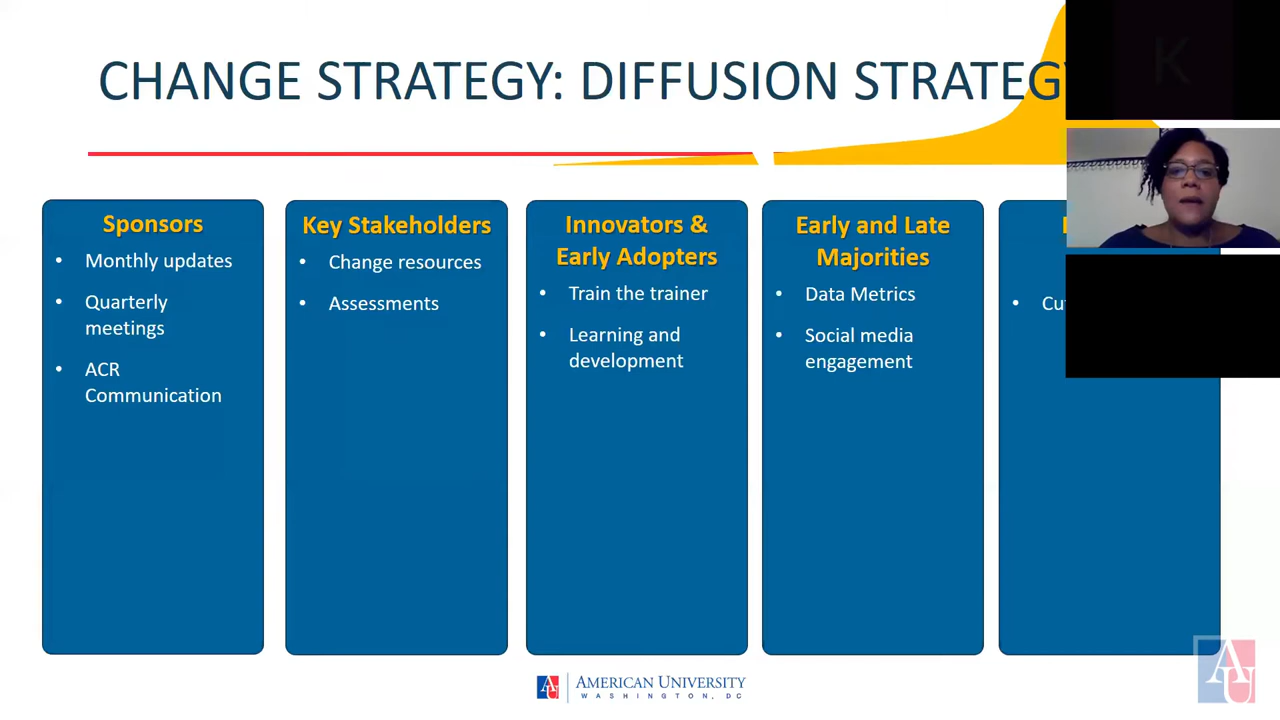 CHANGE STRATEGY: DIFFUSION STRATEG
K
Sponsors
• Monthly updates
• Quarterly
meetings
• ACR
Communication
Key Stakeholders
• Change resources
• Assessments
Innovators &
Early Adopters
• Train the trainer
• Learning and
development
Early and Late
Majorities
• Data Metrics
• Social media
engagement
AMERICAN UNIVERSITY
WASHINGTON, DC
AU